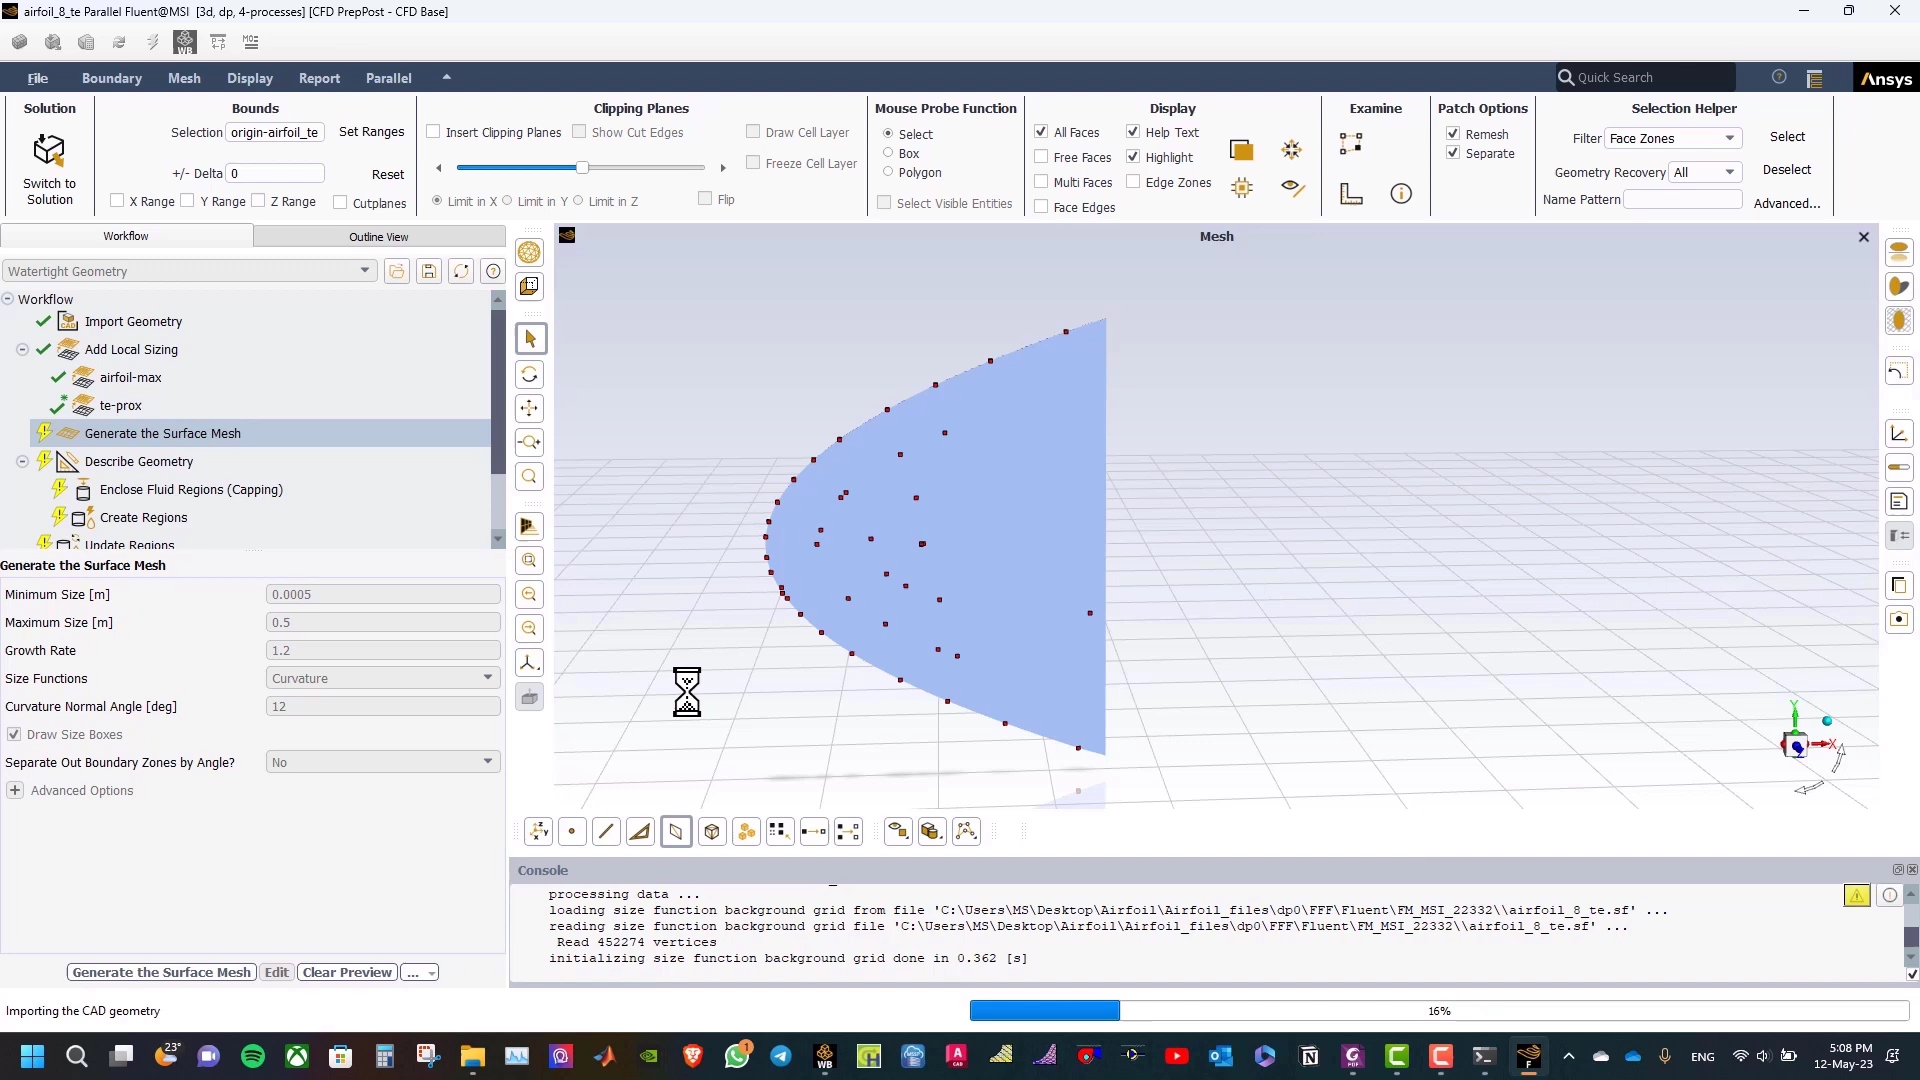 airfoil_8_te Parallel Fluent@MSI [3d, dp, 4-processes] [CFD PrepPost - CFD Base]
WB
File Boundary Mesh Display Report Parallel
Quick Search
Ansys
Solution
Switch to
Solution
Bounds
Selection origin-airfoil_te Set Ranges
+/- Delta 0 Reset
X Range Y Range Z Range Cutplanes
Clipping Planes
Insert Clipping Planes Show Cut Edges Draw Cell Layer
Freeze Cell Layer
Limit in X Limit in Y Limit in Z Flip
Mouse Probe Function
Select
Box
Polygon
Select Visible Entities
Display
All Faces Help Text
Free Faces Highlight
Multi Faces Edge Zones
Face Edges
Examine
Patch Options
Remesh
Separate
Selection Helper
Filter Face Zones Select
Geometry Recovery All Deselect
Name Pattern Advanced...
Workflow Outline View
Watertight Geometry
Workflow
Import Geometry
Add Local Sizing
airfoil-max
te-prox
Generate the Surface Mesh
Describe Geometry
Enclose Fluid Regions (Capping)
Create Regions
Update Regions
Generate the Surface Mesh
Minimum Size [m] 0.0005
Maximum Size [m] 0.5
Growth Rate 1.2
Size Functions Curvature
Curvature Normal Angle [deg] 12
Draw Size Boxes
Separate Out Boundary Zones by Angle? No
Advanced Options
Generate the Surface Mesh Edit Clear Preview ...
Mesh
Y
X
Console
processing data ...
loading size function background grid from file 'C:\Users\MS\Desktop\Airfoil\Airfoil_files\dp0\FFF\Fluent\FM_MSI_22332\\airfoil_8_te.sf' ...
reading size function background grid file 'C:\Users\MS\Desktop\Airfoil\Airfoil_files\dp0\FFF\Fluent\FM_MSI_22332\\airfoil_8_te.sf' ...
Read 452274 vertices
initializing size function background grid done in 0.362 [s]
Importing the CAD geometry 16%
23° 1 WB ENG 5:08 PM
12-May-23